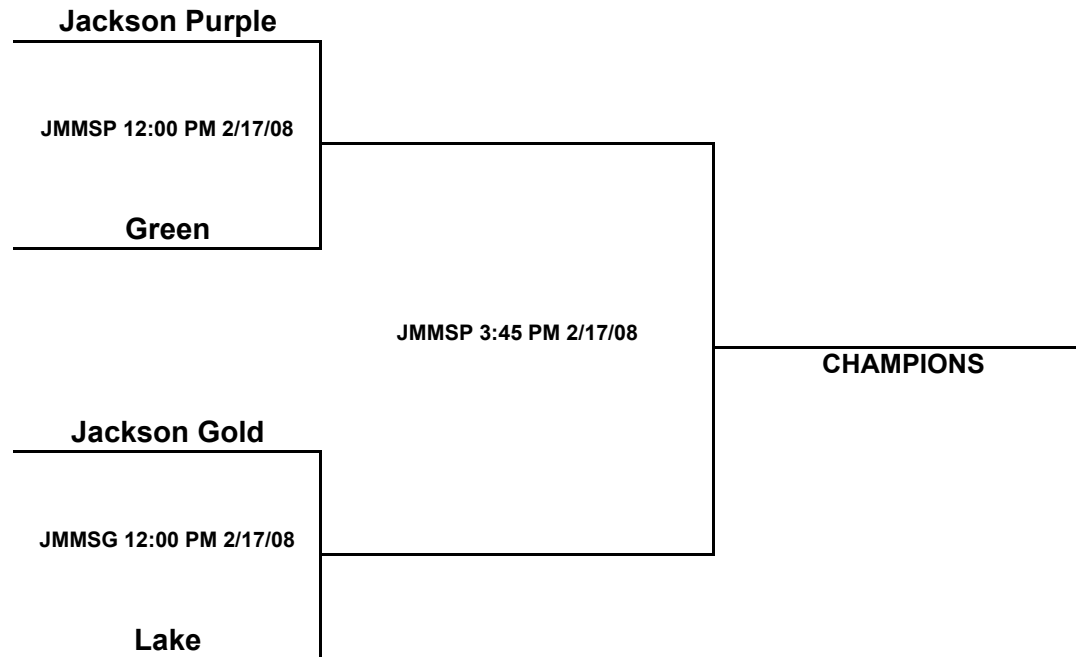 Jackson Purple
JMMSP 12:00 PM 2/17/08
Green
JMMSP 3:45 PM 2/17/08
CHAMPIONS
Jackson Gold
JMMSG 12:00 PM 2/17/08
Lake